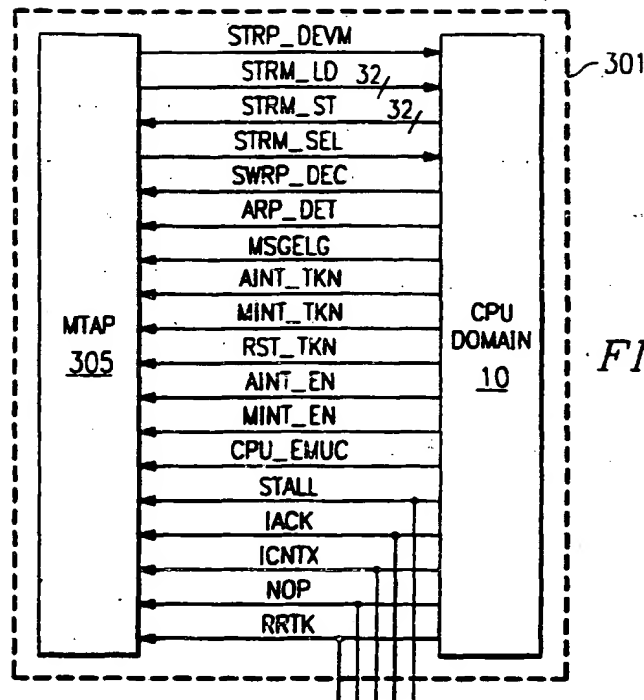 STRP_DEVM
STRM_LD 32
STRM_ST 32
STRM_SEL
SWRP_DEC
ARP_DET
MSGELG
AINT_TKN
MINT_TKN
RST_TKN
AINT_EN
MINT_EN
CPU_EMUC
STALL
IACK
ICNTX
NOP
RRTK
MTAP
305
CPU
DOMAIN
10
301
FI